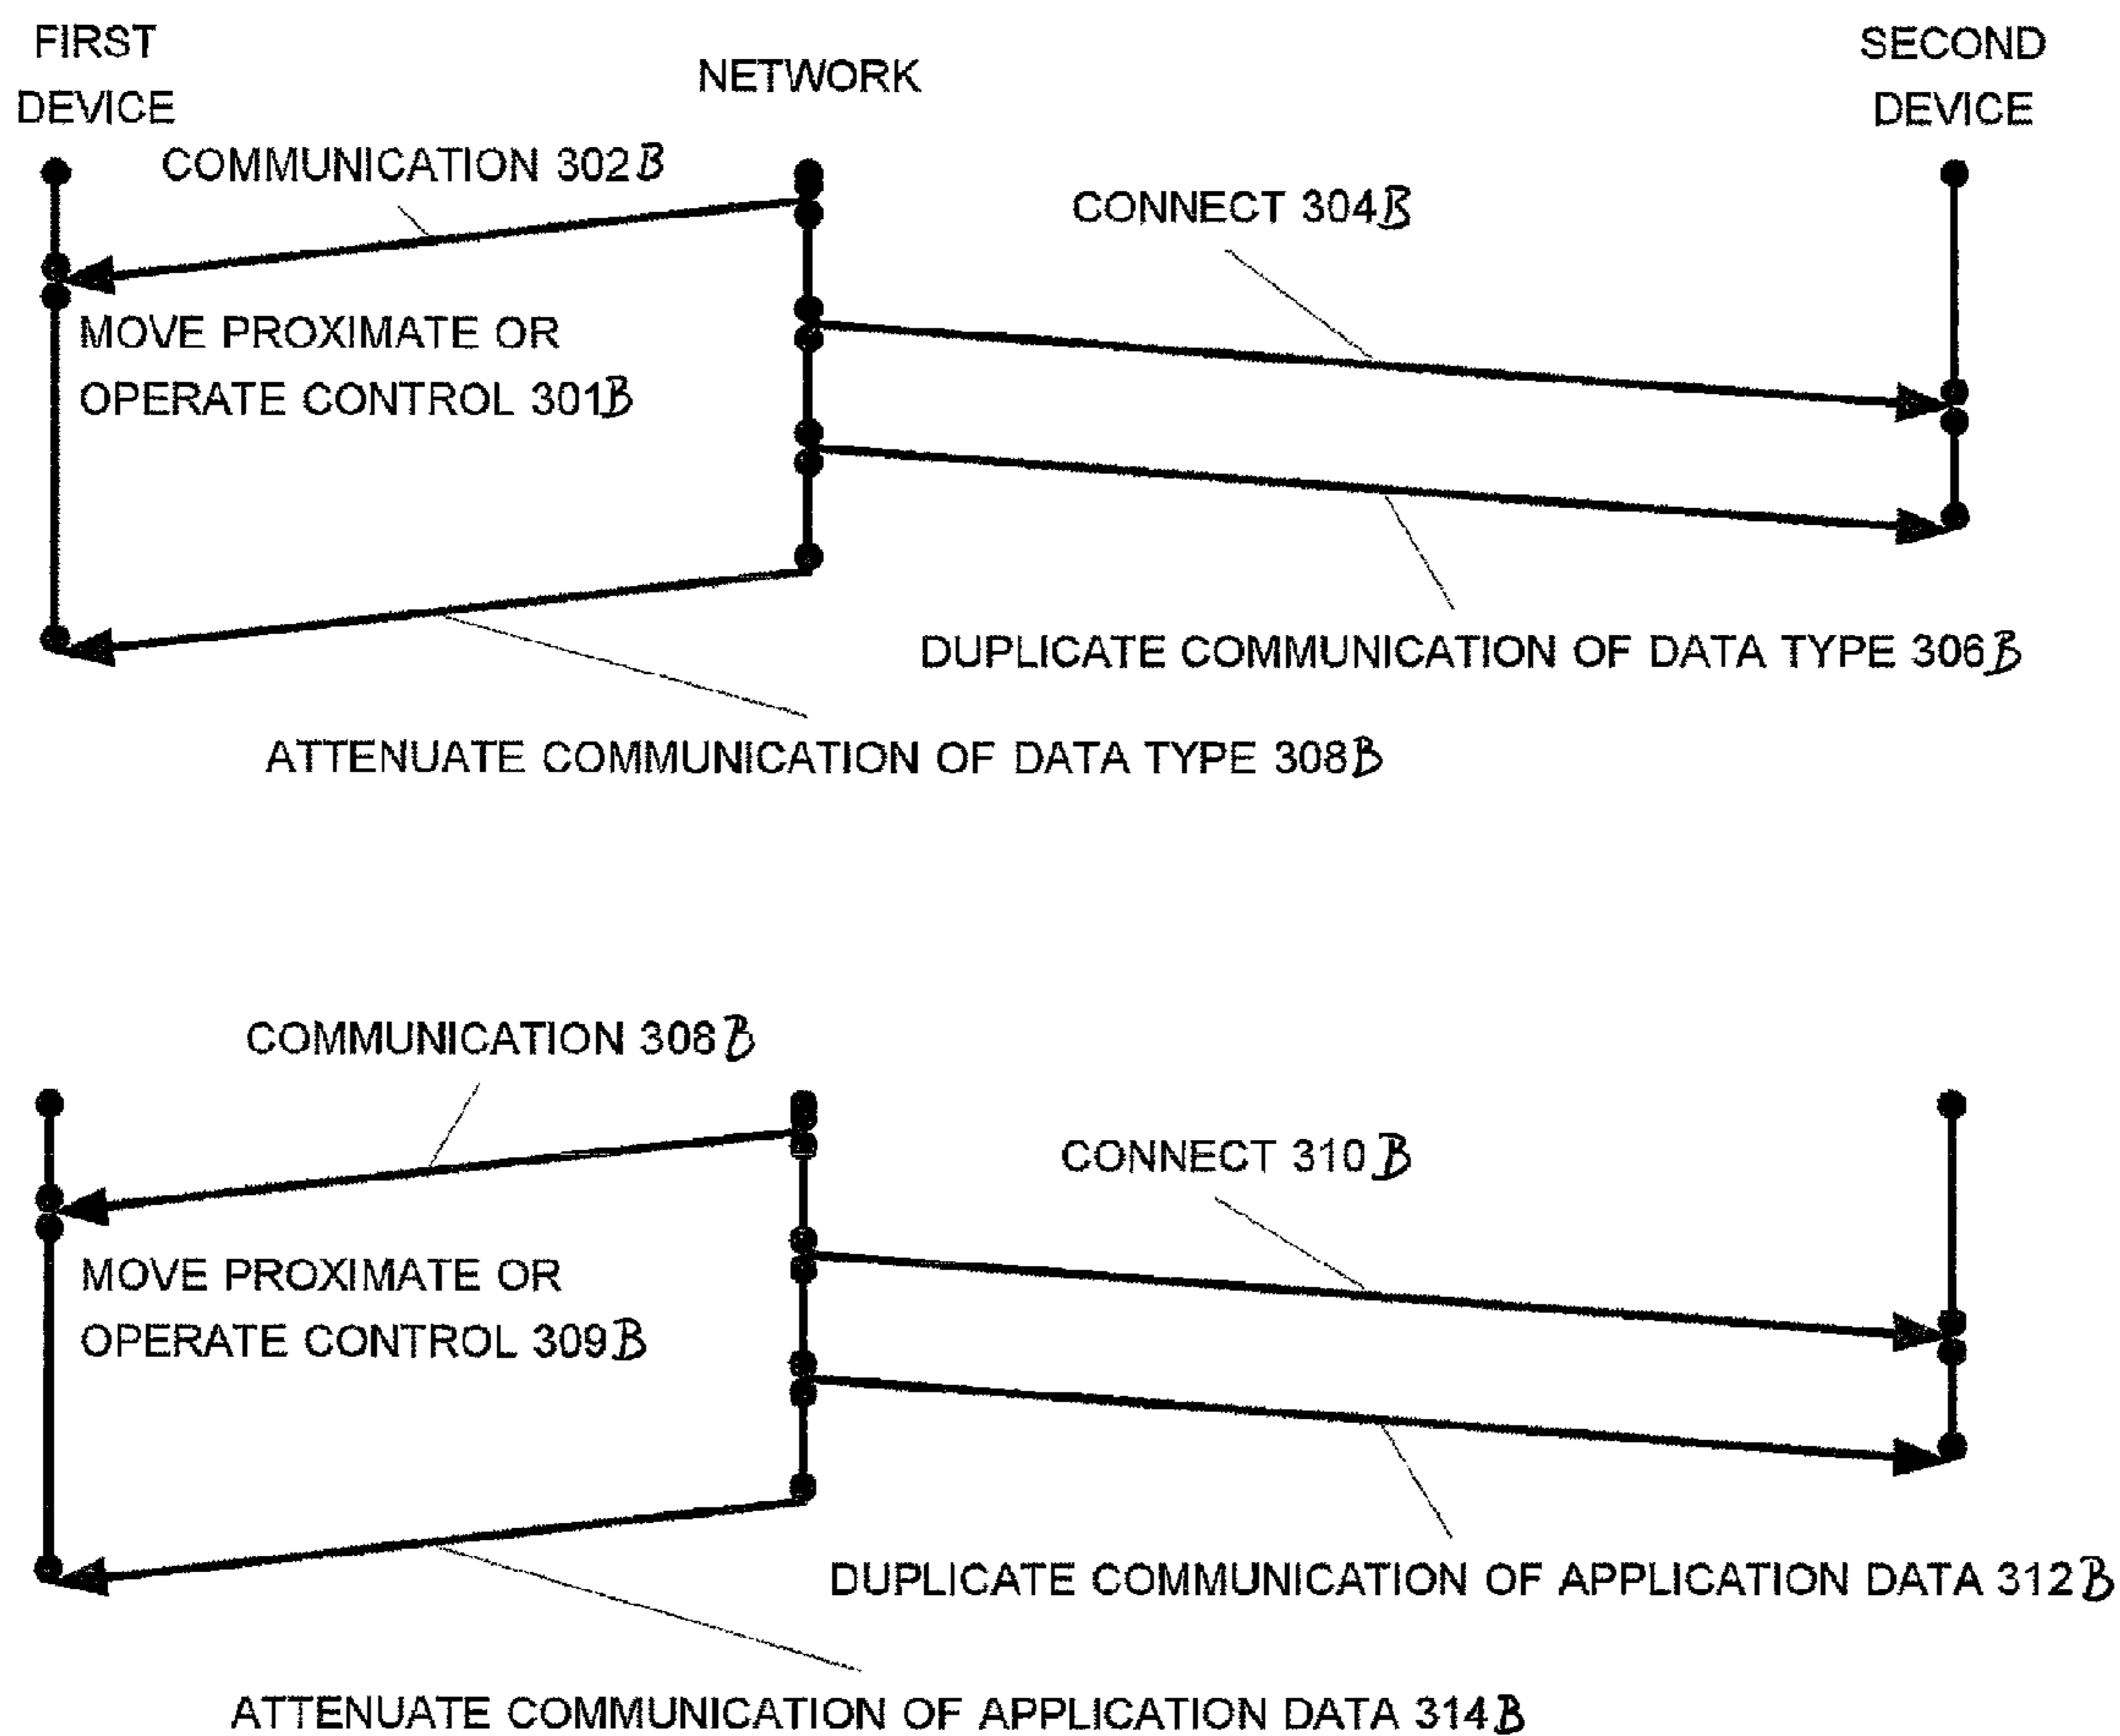 FIRST
DEVICE
NETWORK
SECOND
DEVICE
COMMUNICATION 302B
CONNECT 304B
MOVE PROXIMATE OR
OPERATE CONTROL 301B
DUPLICATE COMMUNICATION OF DATA TYPE 306B
ATTENUATE COMMUNICATION OF DATA TYPE 308B
COMMUNICATION 308B
CONNECT 310B
MOVE PROXIMATE OR
OPERATE CONTROL 309B
DUPLICATE COMMUNICATION OF APPLICATION DATA 312B
ATTENUATE COMMUNICATION OF APPLICATION DATA 314B